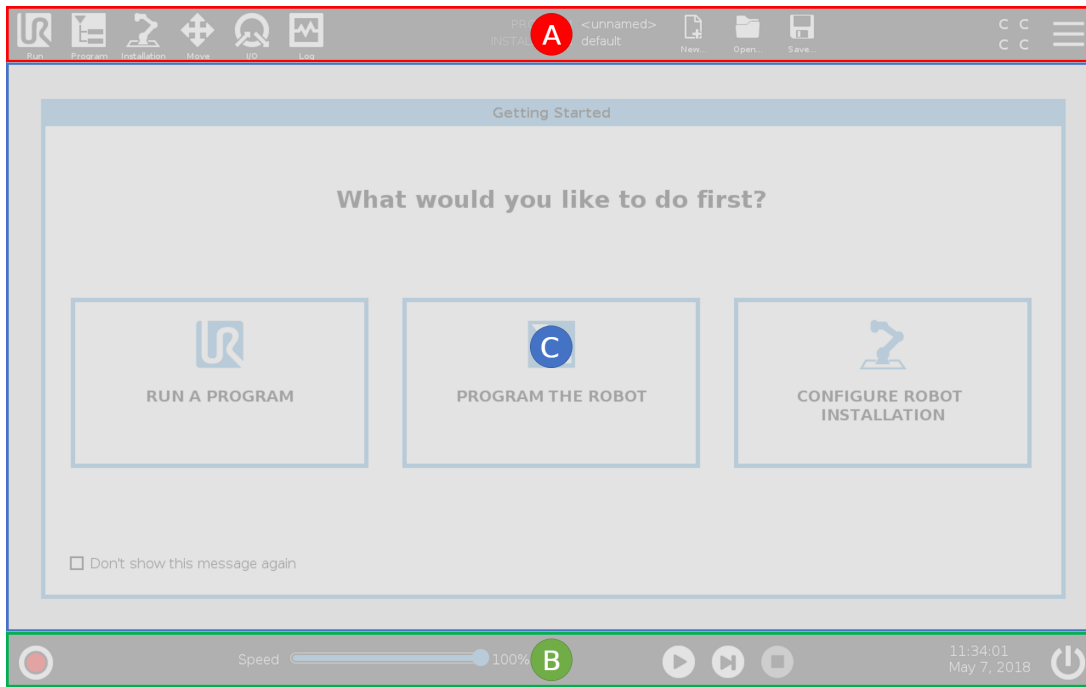 <unnamed>
A
default
C C
C C
Run
Program
Installation
Move
I/O
Log
New...
Open...
Save...
Getting Started
What would you like to do first?
C
RUN A PROGRAM
PROGRAM THE ROBOT
CONFIGURE ROBOT
INSTALLATION
Don't show this message again
Speed
100%
B
11:34:01
May 7, 2018